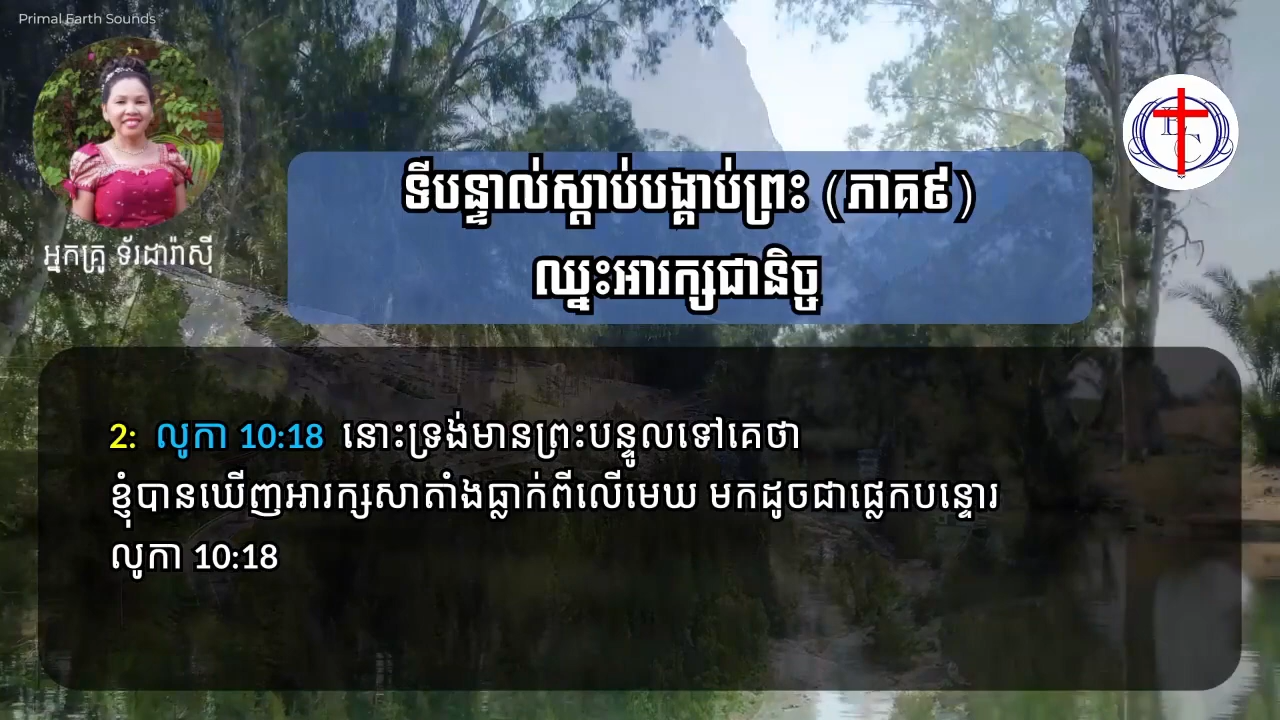 Primal Earth Sounds
អ្នកគ្រូ ទ័រដារ៉ាស៊ី
ទីបន្ទាល់ស្ដាប់បង្គាប់ព្រះ (ភាគ៩)
ឈ្នះអារក្សជានិច្ច
2: លូកា 10:18 នោះទ្រង់មានព្រះបន្ទូលទៅគេថា
ខ្ញុំបានឃើញអារក្សសាតាំងធ្លាក់ពីលើមេឃ មកដូចជាផ្លេកបន្ទោរ
លូកា 10:18